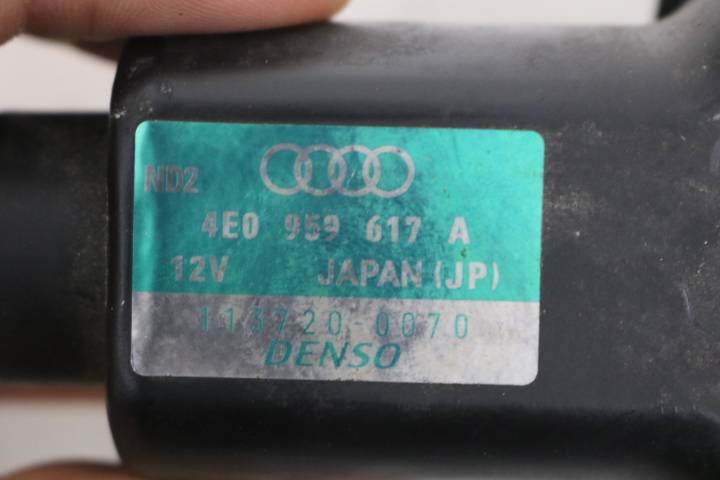 ND2
4E0 959 617 A
12V JAPAN (JP)
113720-0070
DENSO